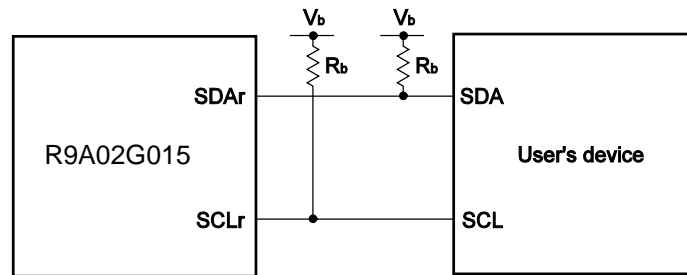 Vb Vb
Rb Rb
SDAr SDA
R9A02G015 User's device
SCLr SCL